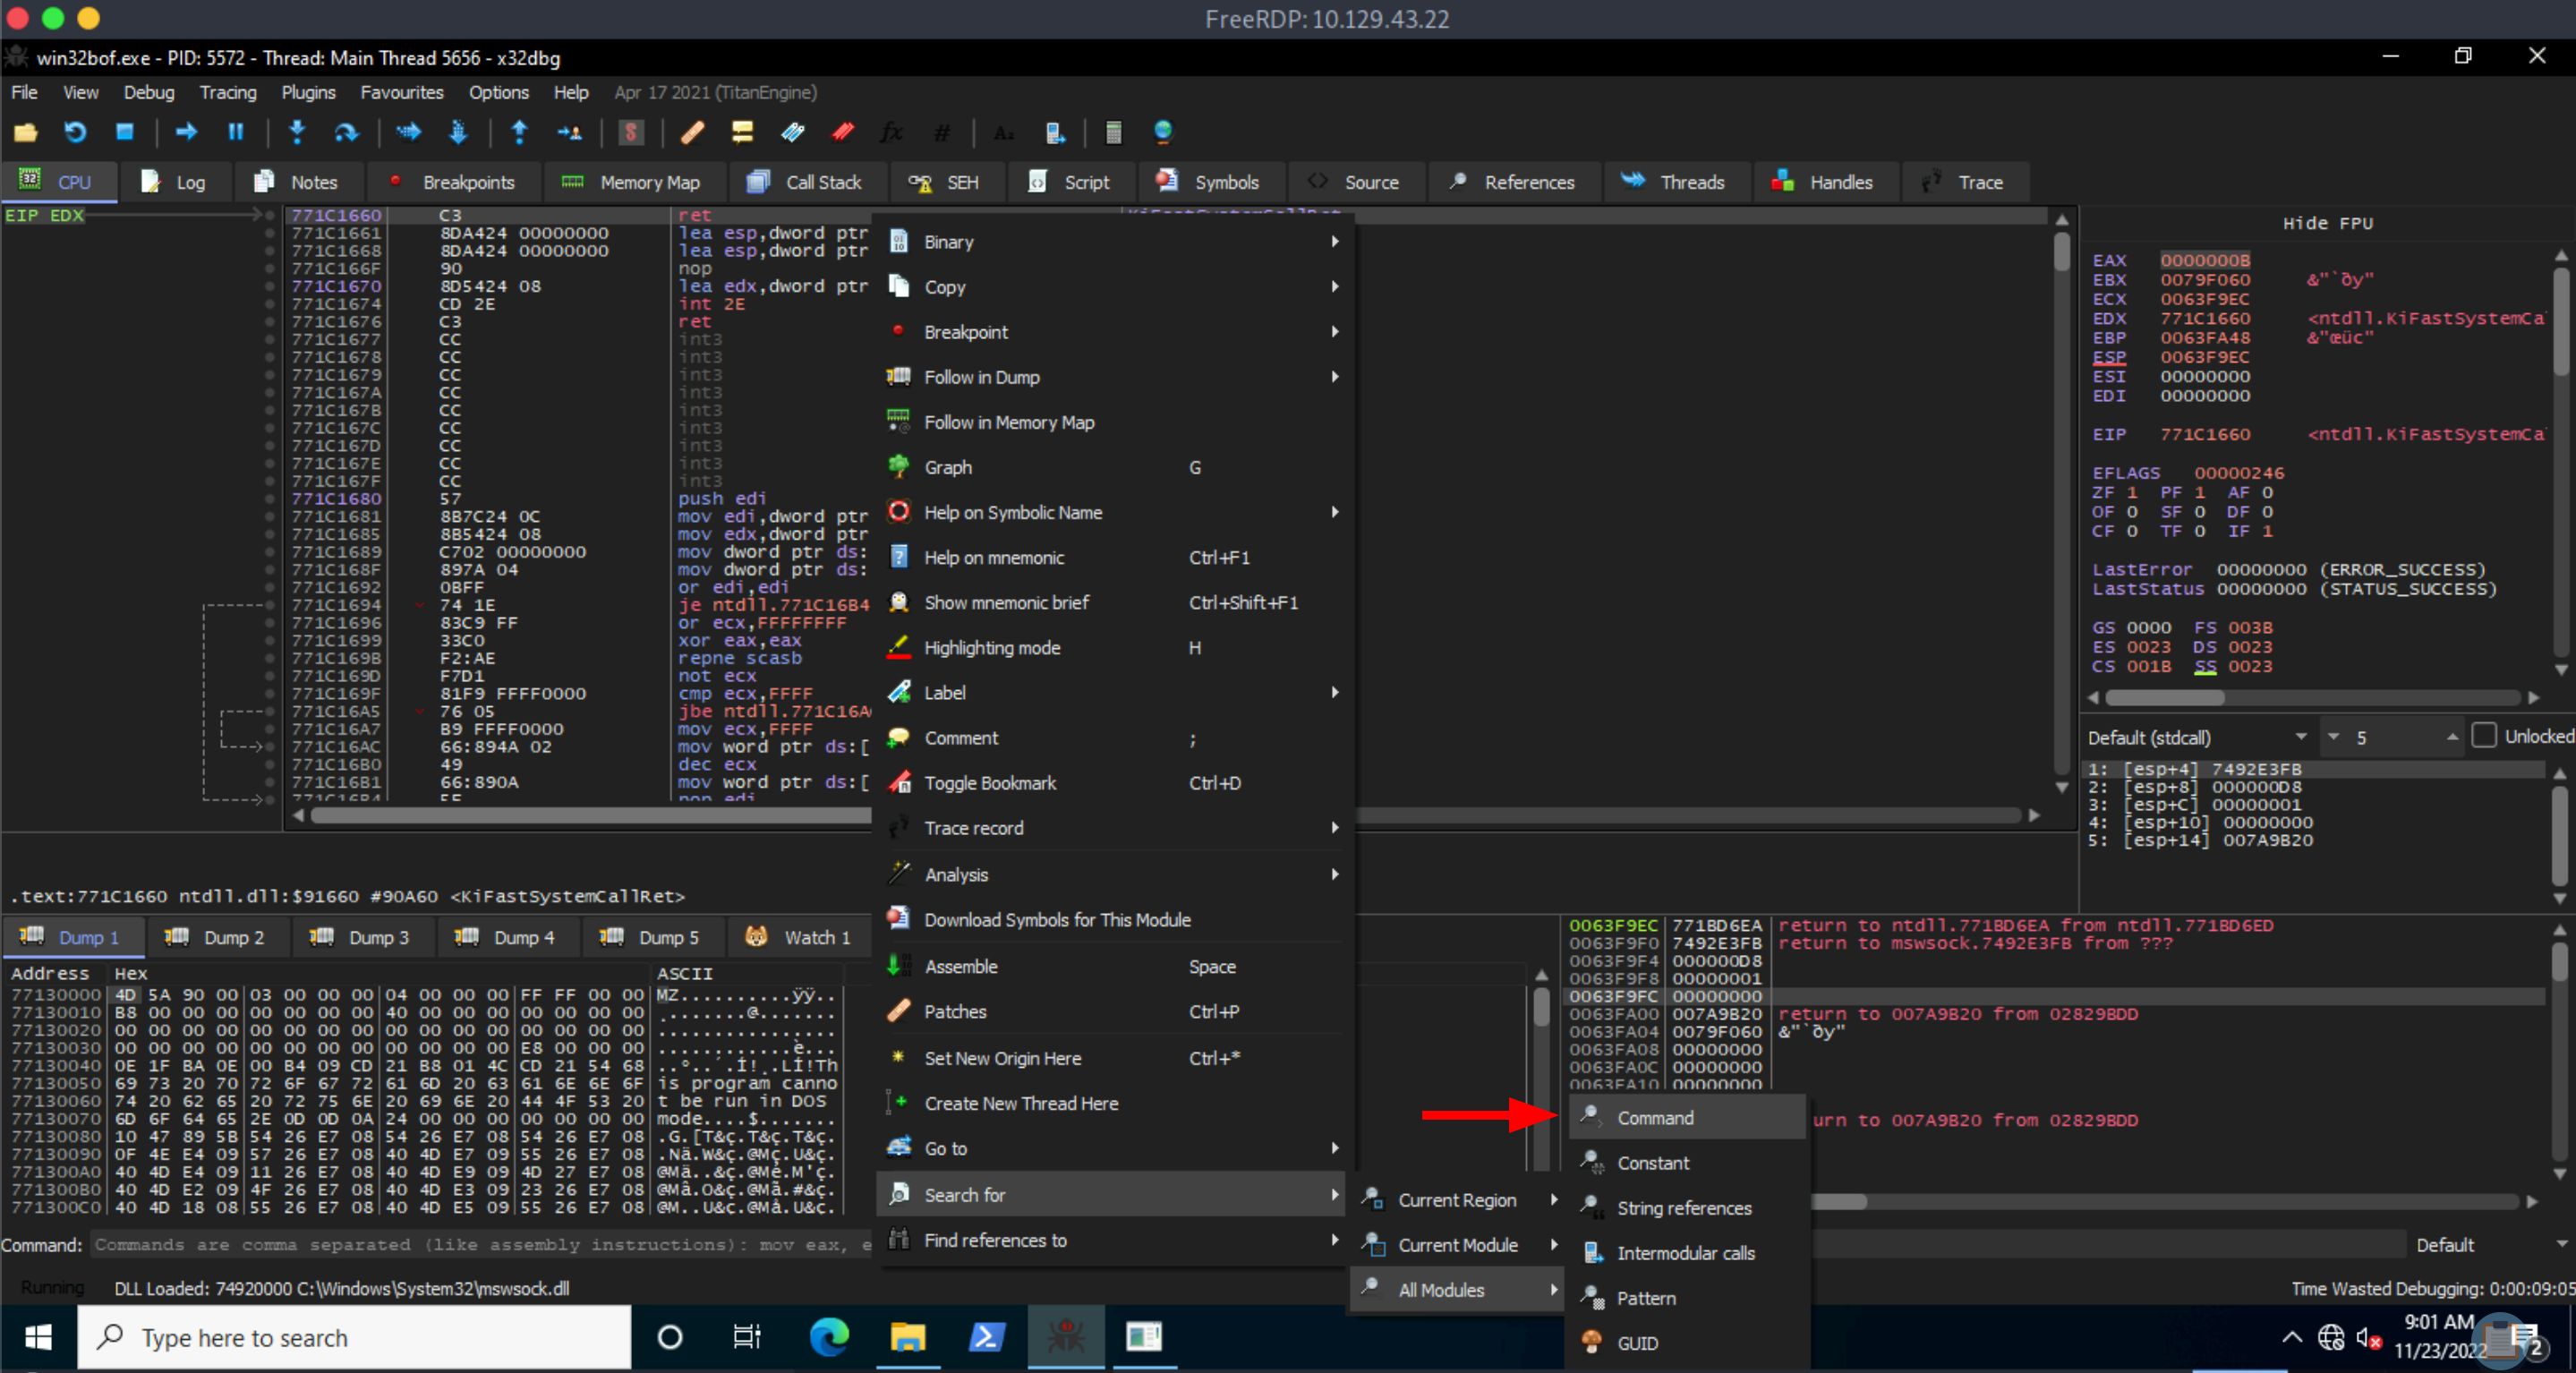 FreeRDP: 10.129.43.22
win32bof.exe - PID: 5572 - Thread: Main Thread 5656 - x32dbg
File View Debug Tracing Plugins Favourites Options Help Apr 17 2021 (TitanEngine)
CPU Log Notes Breakpoints Memory Map Call Stack SEH Script Symbols Source References Threads Handles Trace
EIP EDX
771C1660 C3 ret
771C1661 8DA424 00000000 lea esp,dword ptr
771C1668 8DA424 00000000 lea esp,dword ptr
771C166F 90 nop
771C1670 8D5424 08 lea edx,dword ptr
771C1674 CD 2E int 2E
771C1676 C3 ret
771C1677 CC int3
771C1678 CC int3
771C1679 CC int3
771C167A CC int3
771C167B CC int3
771C167C CC int3
771C167D CC int3
771C167E CC int3
771C167F CC int3
771C1680 57 push edi
771C1681 8B7C24 0C mov edi,dword ptr
771C1685 8B5424 08 mov edx,dword ptr
771C1689 C702 00000000 mov dword ptr ds:
771C168F 897A 04 mov dword ptr ds:
771C1692 0BFF or edi,edi
771C1694 74 1E je ntdll.771C16B4
771C1696 83C9 FF or ecx,FFFFFFFF
771C1699 33C0 xor eax,eax
771C169B F2:AE repne scasb
771C169D F7D1 not ecx
771C169F 81F9 FFFF0000 cmp ecx,FFFF
771C16A5 76 05 jbe ntdll.771C16A
771C16A7 B9 FFFF0000 mov ecx,FFFF
771C16AC 66:894A 02 mov word ptr ds:[
771C16B0 49 dec ecx
771C16B1 66:890A mov word ptr ds:[
771C16B4 5F pop edi
Binary
Copy
Breakpoint
Follow in Dump
Follow in Memory Map
Graph G
Help on Symbolic Name
Help on mnemonic Ctrl+F1
Show mnemonic brief Ctrl+Shift+F1
Highlighting mode H
Label
Comment ;
Toggle Bookmark Ctrl+D
Trace record
Analysis
Download Symbols for This Module
Assemble Space
Patches Ctrl+P
Set New Origin Here Ctrl+*
Create New Thread Here
Go to
Search for
Find references to
Current Region
Current Module
All Modules
Command
Constant
String references
Intermodular calls
Pattern
GUID
Hide FPU
EAX 0000000B
EBX 0079F060 &"`ðy"
ECX 0063F9EC
EDX 771C1660 <ntdll.KiFastSystemCa
EBP 0063FA48 &"œüc"
ESP 0063F9EC
ESI 00000000
EDI 00000000
EIP 771C1660 <ntdll.KiFastSystemCa
EFLAGS 00000246
ZF 1 PF 1 AF 0
OF 0 SF 0 DF 0
CF 0 TF 0 IF 1
LastError 00000000 (ERROR_SUCCESS)
LastStatus 00000000 (STATUS_SUCCESS)
GS 0000 FS 003B
ES 0023 DS 0023
CS 001B SS 0023
Default (stdcall) 5 Unlocked
1: [esp+4] 7492E3FB
2: [esp+8] 000000D8
3: [esp+C] 00000001
4: [esp+10] 00000000
5: [esp+14] 007A9B20
.text:771C1660 ntdll.dll:$91660 #90A60 <KiFastSystemCallRet>
Dump 1 Dump 2 Dump 3 Dump 4 Dump 5 Watch 1
Address Hex ASCII
77130000 4D 5A 90 00 03 00 00 00 04 00 00 00 FF FF 00 00 MZ..........ÿÿ..
77130010 B8 00 00 00 00 00 00 00 40 00 00 00 00 00 00 00 ¸.......@.......
77130020 00 00 00 00 00 00 00 00 00 00 00 00 00 00 00 00 ................
77130030 00 00 00 00 00 00 00 00 00 00 00 00 E8 00 00 00 ............è...
77130040 0E 1F BA 0E 00 B4 09 CD 21 B8 01 4C CD 21 54 68 ..º..´.Í!¸.LÍ!Th
77130050 69 73 20 70 72 6F 67 72 61 6D 20 63 61 6E 6E 6F is program canno
77130060 74 20 62 65 20 72 75 6E 20 69 6E 20 44 4F 53 20 t be run in DOS
77130070 6D 6F 64 65 2E 0D 0D 0A 24 00 00 00 00 00 00 00 mode....$.......
77130080 10 47 89 5B 54 26 E7 08 54 26 E7 08 54 26 E7 08 .G.[T&ç.T&ç.T&ç.
77130090 0F 4E E4 09 57 26 E7 08 40 4D E7 09 55 26 E7 08 .Nä.W&ç.@Mç.U&ç.
771300A0 40 4D E4 09 11 26 E7 08 40 4D E9 09 4D 27 E7 08 @Mä..&ç.@Mé.M'ç.
771300B0 40 4D E2 09 4F 26 E7 08 40 4D E3 09 23 26 E7 08 @Mâ.O&ç.@Mã.#&ç.
771300C0 40 4D 18 08 55 26 E7 08 40 4D E5 09 55 26 E7 08 @M..U&ç.@Må.U&ç.
0063F9EC 771BD6EA return to ntdll.771BD6EA from ntdll.771BD6ED
0063F9F0 7492E3FB return to mswsock.7492E3FB from ???
0063F9F4 000000D8
0063F9F8 00000001
0063F9FC 00000000
0063FA00 007A9B20 return to 007A9B20 from 02829BDD
0063FA04 0079F060 &"`ðy"
0063FA08 00000000
0063FA0C 00000000
0063FA10 00000000
urn to 007A9B20 from 02829BDD
Command: Commands are comma separated (like assembly instructions): mov eax, e
Default
Running DLL Loaded: 74920000 C:\Windows\System32\mswsock.dll
Time Wasted Debugging: 0:00:09:05
Type here to search
9:01 AM
11/23/2022
2